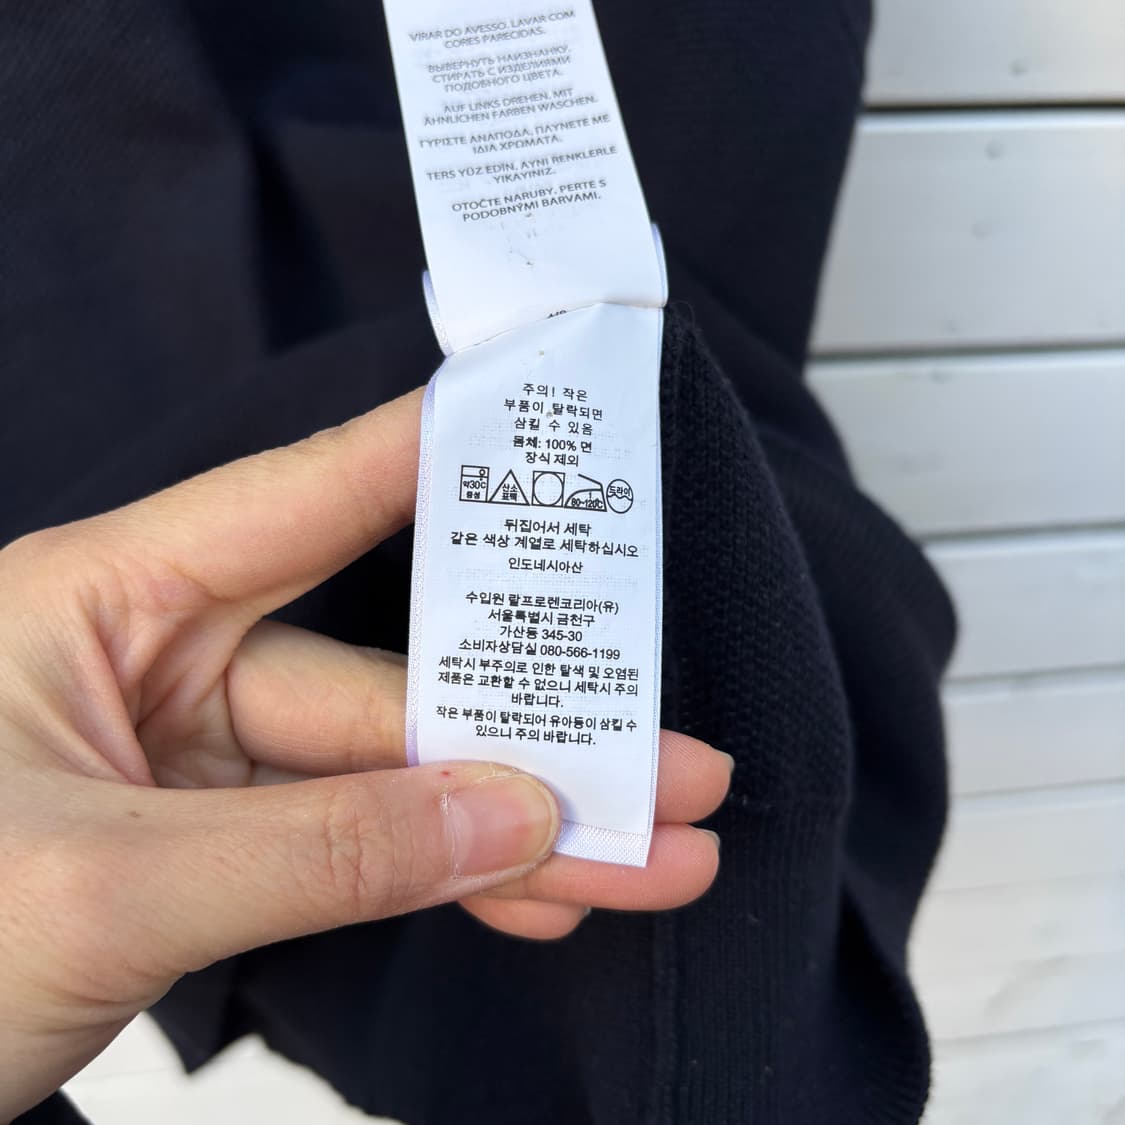 VIRAR DO AVESSO. LAVAR COM
CORES PARECIDAS.
ВЫВЕРНУТЬ НАИЗНАНКУ.
СТИРАТЬ С ИЗДЕЛИЯМИ
ПОДОБНОГО ЦВЕТА.
AUF LINKS DREHEN. MIT
ÄHNLICHEN FARBEN WASCHEN.
ΓΥΡΙΣΤΕ ΑΝΑΠΟΔΑ. ΠΛΥΝΕΤΕ ΜΕ
ΙΔΙΑ ΧΡΩΜΑΤΑ.
TERS YÜZ EDİN. AYNI RENKLERLE
YIKAYINIZ.
OTOČTE NARUBY. PERTE S
PODOBNÝMI BARVAMI.
주의! 작은
부품이 탈락되면
삼킬 수 있음
몸체: 100% 면
장식 제외
약30℃
중성
산소
표백
80~120℃
드라이
뒤집어서 세탁
같은 색상 계열로 세탁하십시오
인도네시아산
수입원 랄프로렌코리아(유)
서울특별시 금천구
가산동 345-30
소비자상담실 080-566-1199
세탁시 부주의로 인한 탈색 및 오염된
제품은 교환할 수 없으니 세탁시 주의
바랍니다.
작은 부품이 탈락되어 유아동이 삼킬 수
있으니 주의 바랍니다.